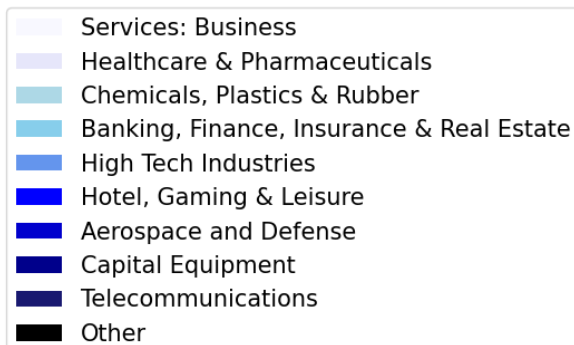 Services: Business
Healthcare & Pharmaceuticals
Chemicals, Plastics & Rubber
Banking, Finance, Insurance & Real Estate
High Tech Industries
Hotel, Gaming & Leisure
Aerospace and Defense
Capital Equipment
Telecommunications
Other